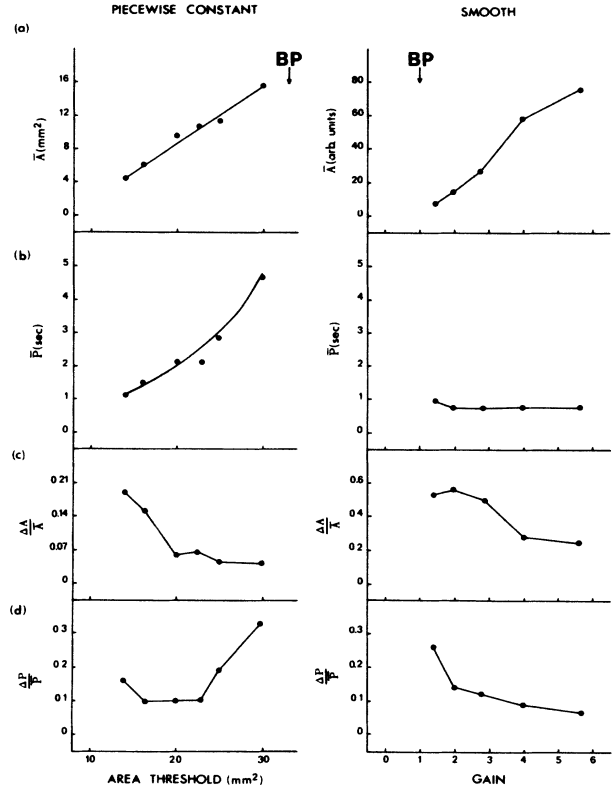 PIECEWISE CONSTANT
SMOOTH
(a)
BP
BP
Ā(mm²)
16
12
8
4
0
Ā(arb. units)
80
60
40
20
0
(b)
P̄(sec)
5
4
3
2
1
0
P̄(sec)
5
4
3
2
1
0
(c)
ΔA/Ā
0.21
0.14
0.07
0
ΔA/Ā
0.6
0.4
0.2
0
(d)
ΔP/P̄
0.3
0.2
0.1
0
ΔP/P̄
0.3
0.2
0.1
0
10 20 30
0 1 2 3 4 5 6
AREA THRESHOLD (mm²)
GAIN